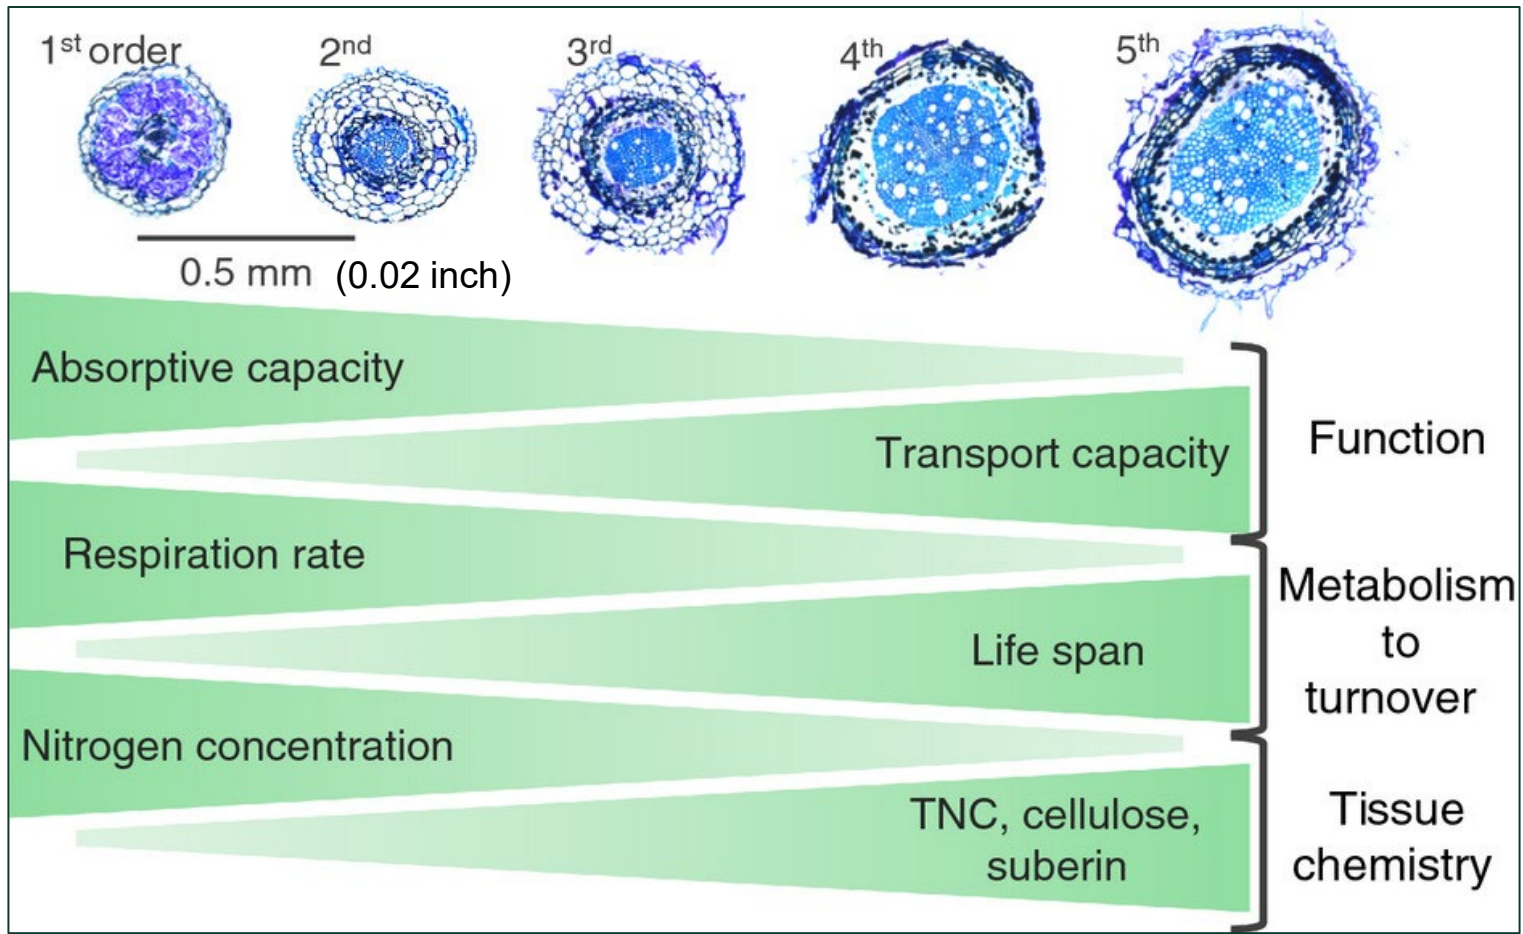 1st order
2nd
3rd
4th
5th
0.5 mm (0.02 inch)
Absorptive capacity
Transport capacity
Function
Respiration rate
Life span
Metabolism
to
turnover
Nitrogen concentration
TNC, cellulose,
suberin
Tissue
chemistry